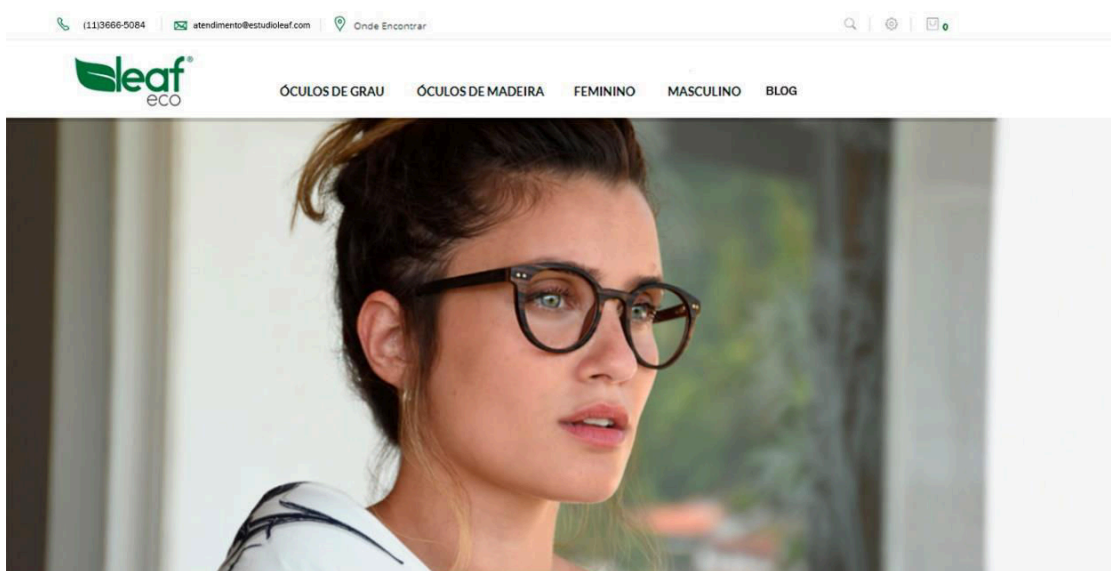 (11)3666-5084 atendimento@estudioleaf.com Onde Encontrar 0
leaf®
eco
ÓCULOS DE GRAU ÓCULOS DE MADEIRA FEMININO MASCULINO BLOG